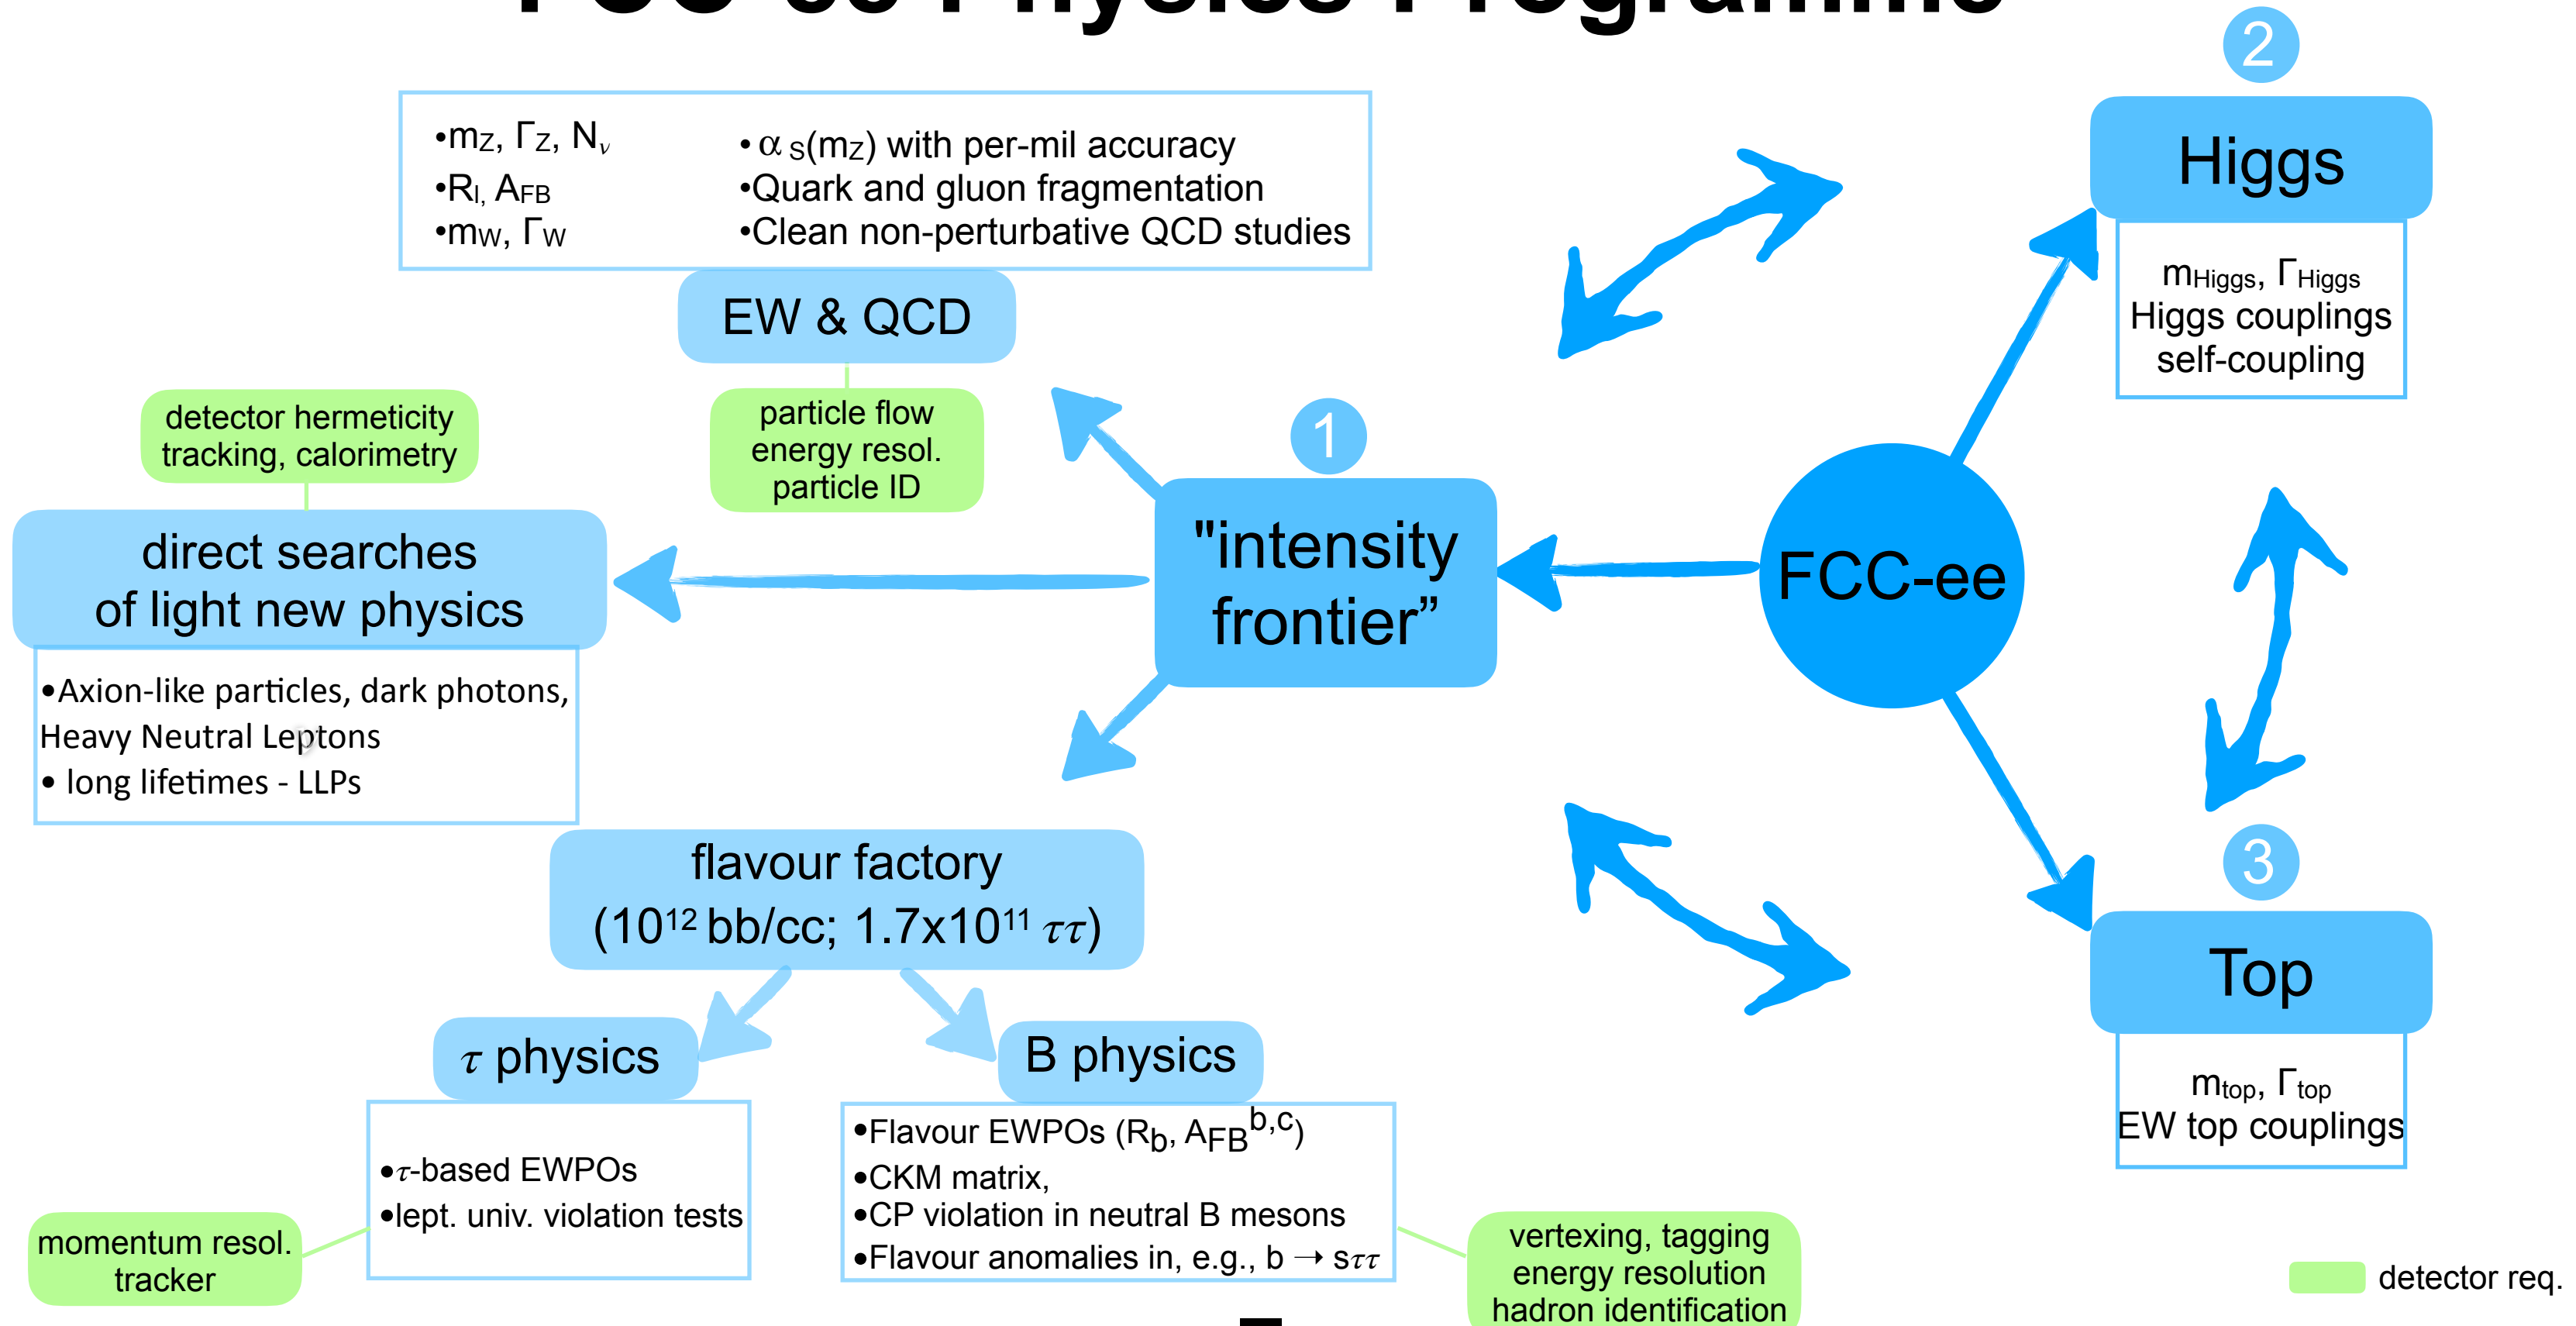 FCC-ee Physics Programme
2
•mZ, ΓZ, Nν
•Rl, AFB
•mW, ΓW
• αS(mZ) with per-mil accuracy
•Quark and gluon fragmentation
•Clean non-perturbative QCD studies
Higgs
mHiggs, ΓHiggs
Higgs couplings
self-coupling
EW & QCD
particle flow
energy resol.
particle ID
detector hermeticity
tracking, calorimetry
1
direct searches
of light new physics
"intensity
frontier”
FCC-ee
•Axion-like particles, dark photons,
Heavy Neutral Leptons
• long lifetimes - LLPs
flavour factory
(10¹² bb/cc; 1.7x10¹¹ ττ)
3
Top
mtop, Γtop
EW top couplings
τ physics
•τ-based EWPOs
•lept. univ. violation tests
momentum resol.
tracker
B physics
•Flavour EWPOs (Rb, AFBb,c)
•CKM matrix,
•CP violation in neutral B mesons
•Flavour anomalies in, e.g., b → sττ
vertexing, tagging
energy resolution
hadron identification
detector req.